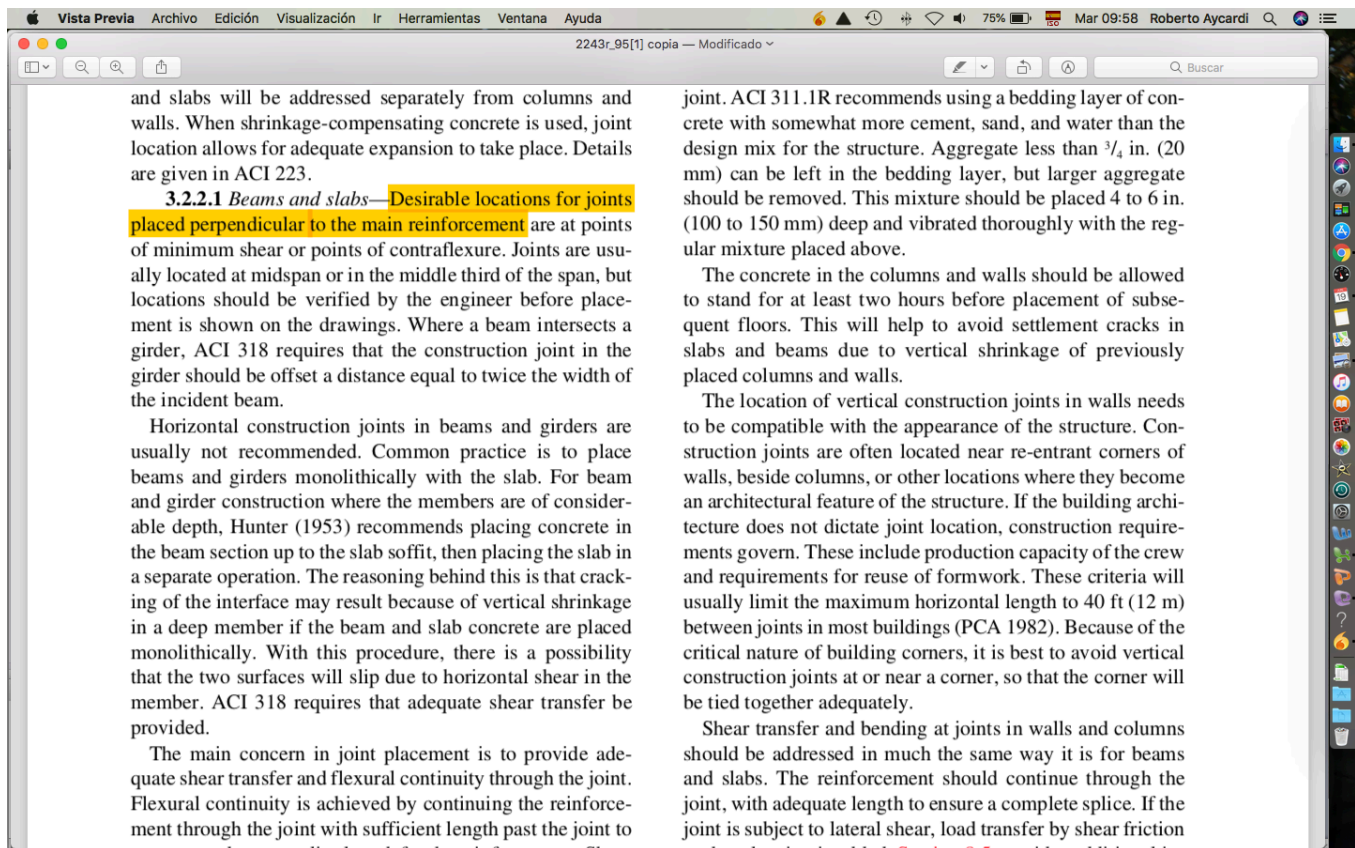 Vista Previa Archivo Edición Visualización Ir Herramientas Ventana Ayuda 75% ISO Mar 09:58 Roberto Aycardi
2243r_95[1] copia — Modificado
Buscar
and slabs will be addressed separately from columns and
walls. When shrinkage-compensating concrete is used, joint
location allows for adequate expansion to take place. Details
are given in ACI 223.
3.2.2.1 Beams and slabs—Desirable locations for joints
placed perpendicular to the main reinforcement are at points
of minimum shear or points of contraflexure. Joints are usu-
ally located at midspan or in the middle third of the span, but
locations should be verified by the engineer before place-
ment is shown on the drawings. Where a beam intersects a
girder, ACI 318 requires that the construction joint in the
girder should be offset a distance equal to twice the width of
the incident beam.
Horizontal construction joints in beams and girders are
usually not recommended. Common practice is to place
beams and girders monolithically with the slab. For beam
and girder construction where the members are of consider-
able depth, Hunter (1953) recommends placing concrete in
the beam section up to the slab soffit, then placing the slab in
a separate operation. The reasoning behind this is that crack-
ing of the interface may result because of vertical shrinkage
in a deep member if the beam and slab concrete are placed
monolithically. With this procedure, there is a possibility
that the two surfaces will slip due to horizontal shear in the
member. ACI 318 requires that adequate shear transfer be
provided.
The main concern in joint placement is to provide ade-
quate shear transfer and flexural continuity through the joint.
Flexural continuity is achieved by continuing the reinforce-
ment through the joint with sufficient length past the joint to
joint. ACI 311.1R recommends using a bedding layer of con-
crete with somewhat more cement, sand, and water than the
design mix for the structure. Aggregate less than 3/4 in. (20
mm) can be left in the bedding layer, but larger aggregate
should be removed. This mixture should be placed 4 to 6 in.
(100 to 150 mm) deep and vibrated thoroughly with the reg-
ular mixture placed above.
The concrete in the columns and walls should be allowed
to stand for at least two hours before placement of subse-
quent floors. This will help to avoid settlement cracks in
slabs and beams due to vertical shrinkage of previously
placed columns and walls.
The location of vertical construction joints in walls needs
to be compatible with the appearance of the structure. Con-
struction joints are often located near re-entrant corners of
walls, beside columns, or other locations where they become
an architectural feature of the structure. If the building archi-
tecture does not dictate joint location, construction require-
ments govern. These include production capacity of the crew
and requirements for reuse of formwork. These criteria will
usually limit the maximum horizontal length to 40 ft (12 m)
between joints in most buildings (PCA 1982). Because of the
critical nature of building corners, it is best to avoid vertical
construction joints at or near a corner, so that the corner will
be tied together adequately.
Shear transfer and bending at joints in walls and columns
should be addressed in much the same way it is for beams
and slabs. The reinforcement should continue through the
joint, with adequate length to ensure a complete splice. If the
joint is subject to lateral shear, load transfer by shear friction